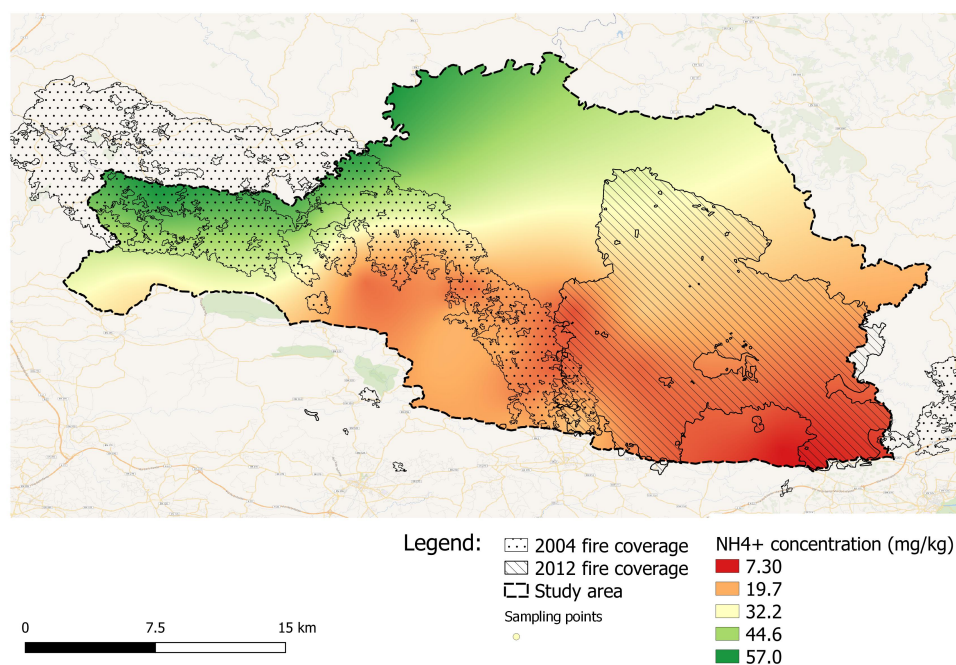 Legend:
2004 fire coverage
2012 fire coverage
Study area
Sampling points
NH4+ concentration (mg/kg)
7.30
19.7
32.2
44.6
57.0
0 7.5 15 km